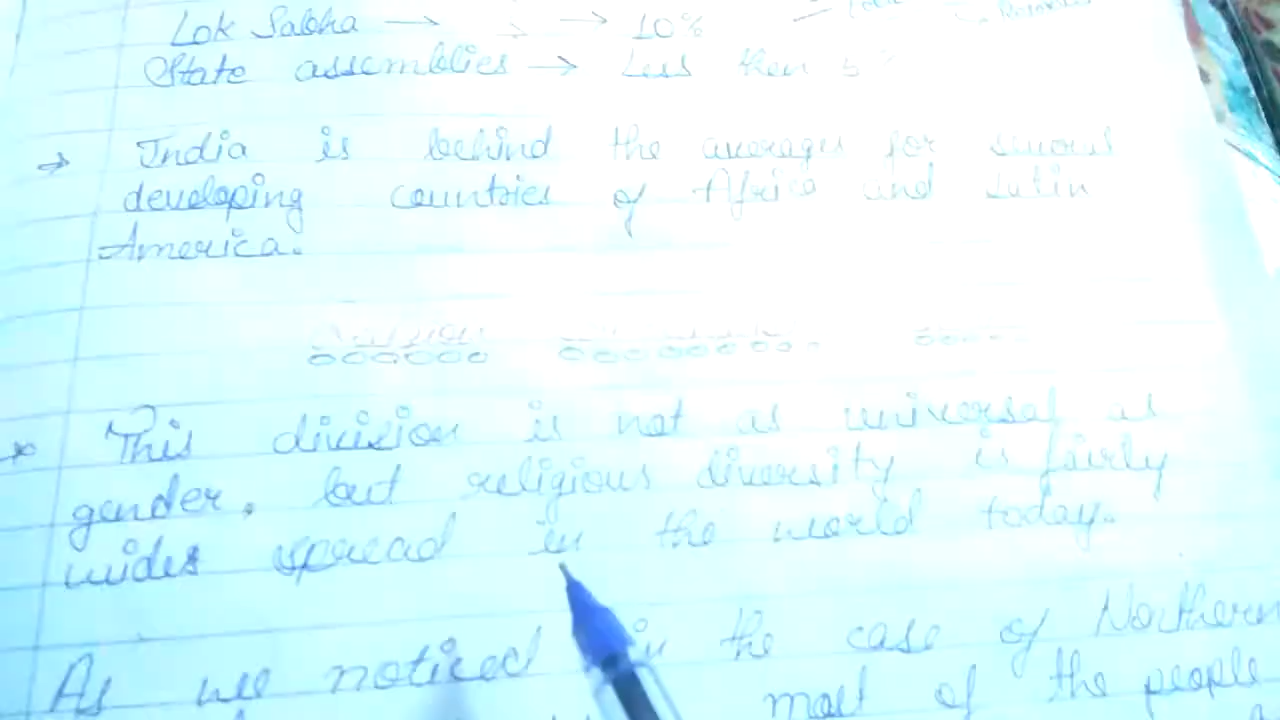 Lok Sabha → → 10%
State assemblies → Less then 5
→ India is behind the averages for
developing countries of Africa and Latin
America.
* This division is not as universal as
gender, but religious diversity is fairly
wides spread in the world today.
As we noticed in the case of Northern
most of the people